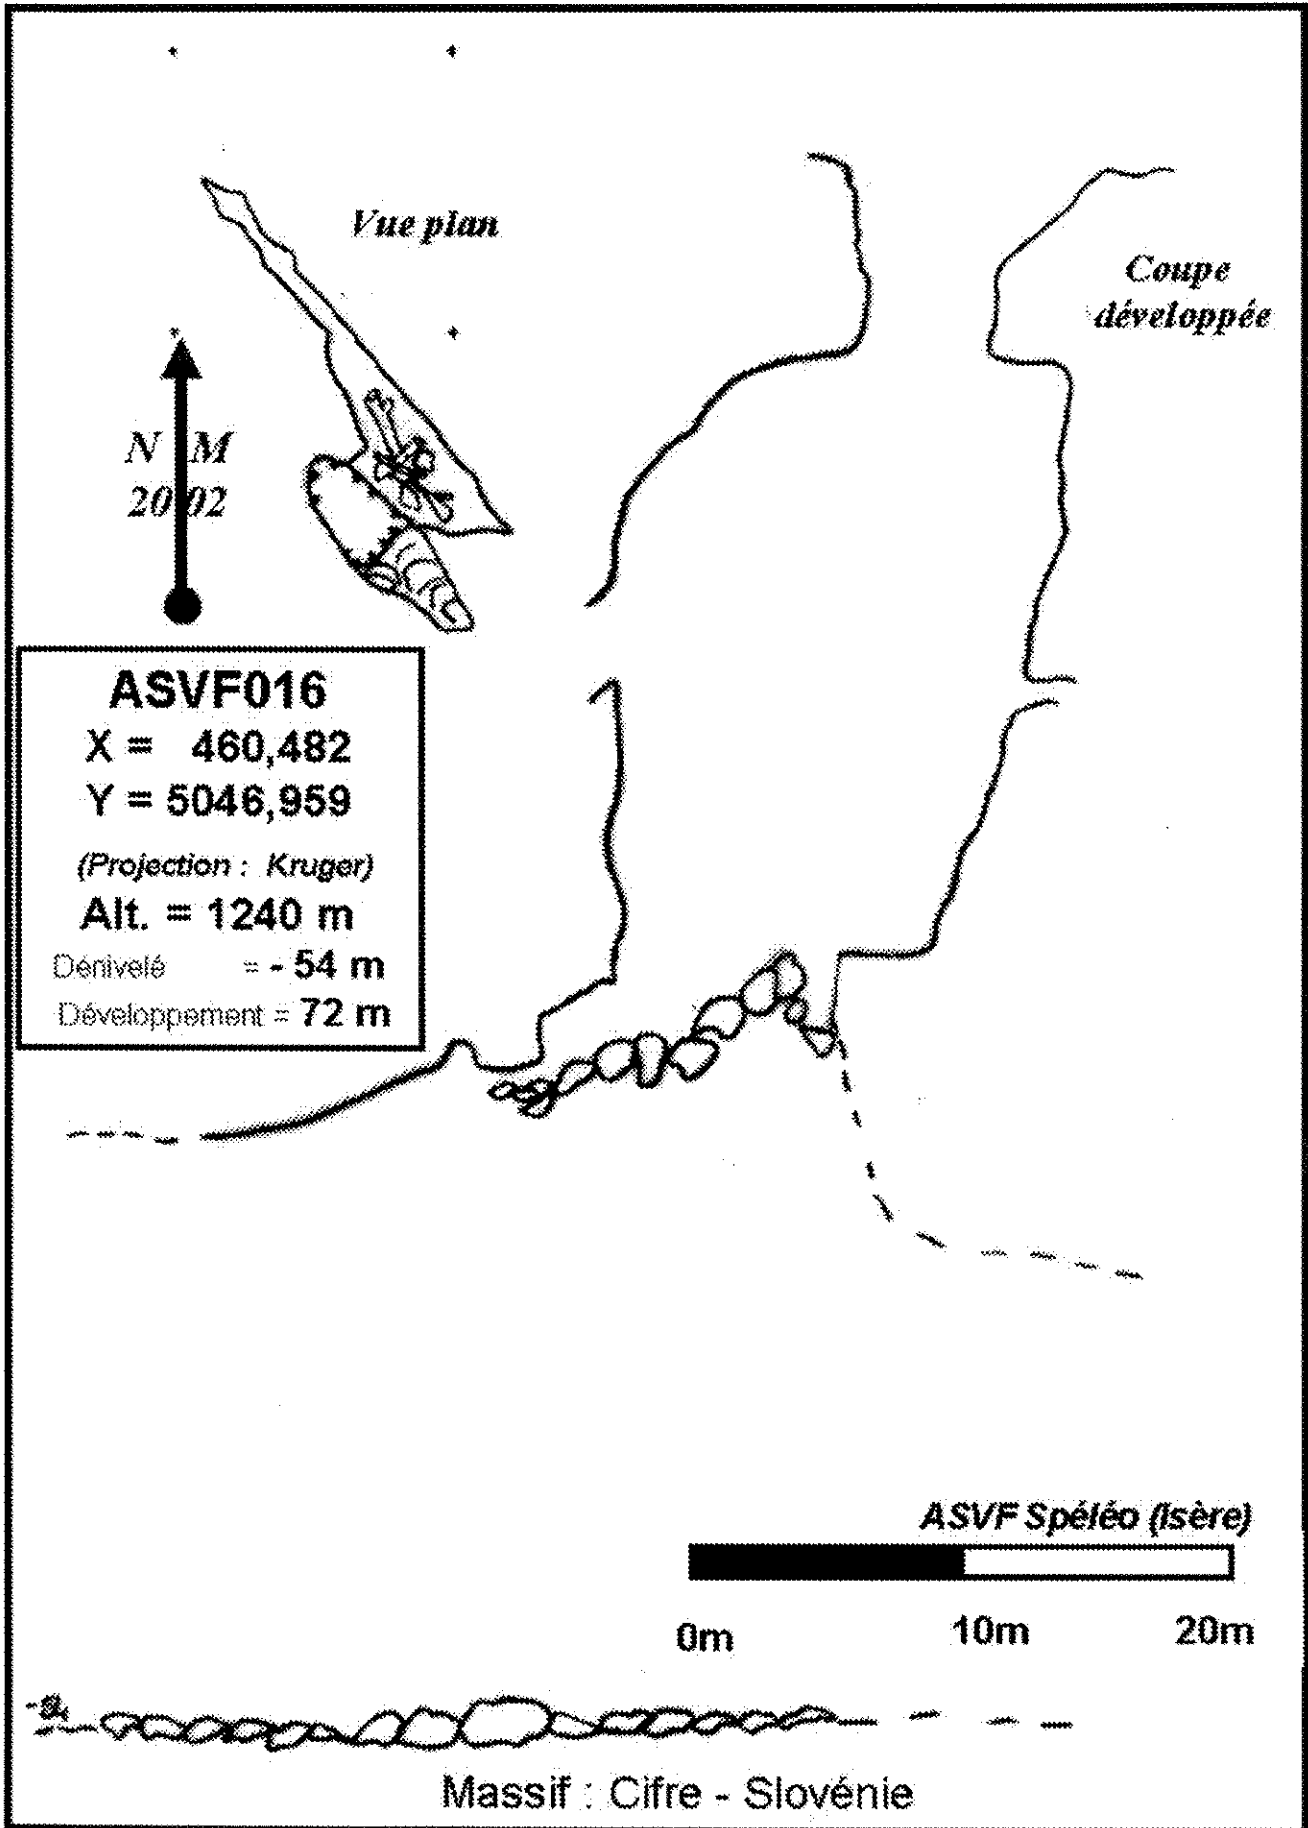 Vue plan
Coupe
développée
N M
2002
ASVF016
X = 460,482
Y = 5046,959
(Projection : Kruger)
Alt. = 1240 m
Dénivelé = - 54 m
Développement = 72 m
ASVF Spéléo (Isère)
0m 10m 20m
Massif : Cifre - Slovénie